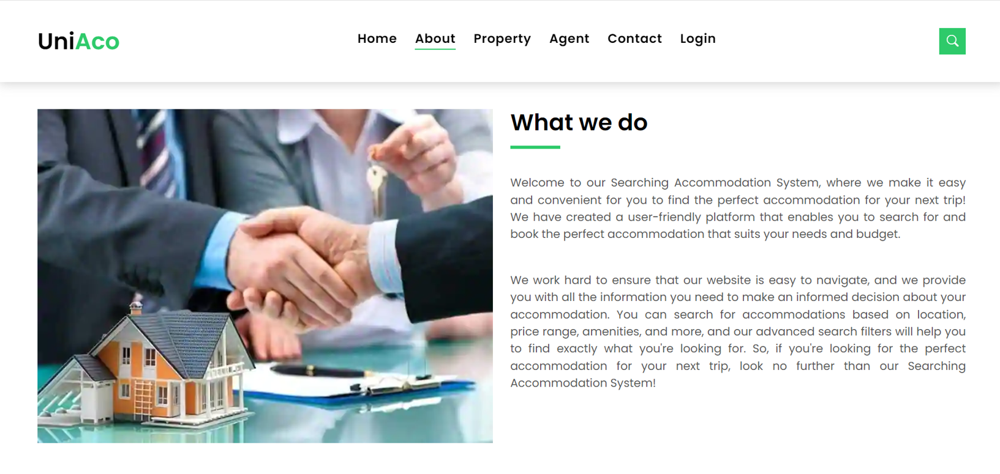 UniAco
Home About Property Agent Contact Login
What we do
Welcome to our Searching Accommodation System, where we make it easy
and convenient for you to find the perfect accommodation for your next trip!
We have created a user-friendly platform that enables you to search for and
book the perfect accommodation that suits your needs and budget.
We work hard to ensure that our website is easy to navigate, and we provide
you with all the information you need to make an informed decision about your
accommodation. You can search for accommodations based on location,
price range, amenities, and more, and our advanced search filters will help you
to find exactly what you're looking for. So, if you're looking for the perfect
accommodation for your next trip, look no further than our Searching
Accommodation System!